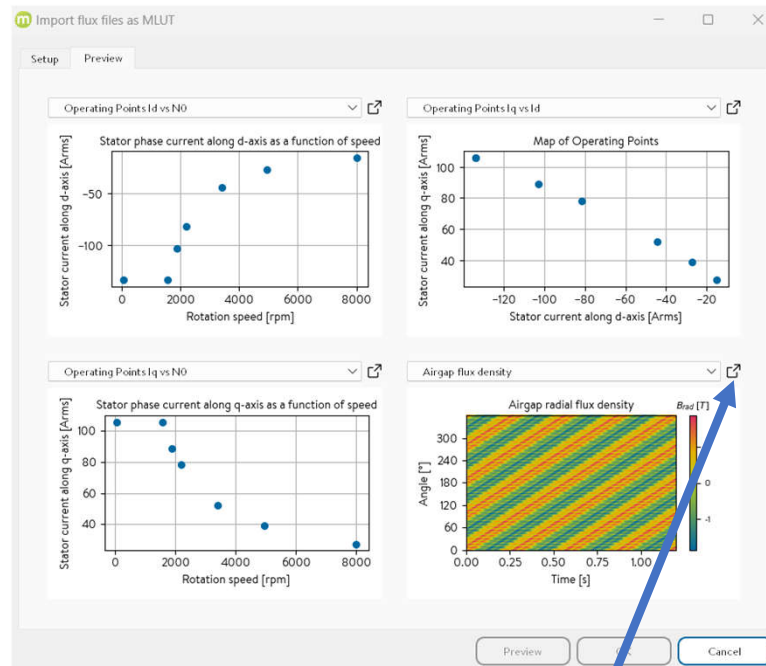 Import flux files as MLUT
Setup Preview
Operating Points Id vs N0
Stator phase current along d-axis as a function of speed
Stator current along d-axis [Arms]
−50
−100
0 2000 4000 6000 8000
Rotation speed [rpm]
Operating Points Iq vs Id
Map of Operating Points
Stator current along q-axis [Arms]
100
80
60
40
−120 −100 −80 −60 −40 −20
Stator current along d-axis [Arms]
Operating Points Iq vs N0
Stator phase current along q-axis as a function of speed
Stator current along q-axis [Arms]
100
80
60
40
0 2000 4000 6000 8000
Rotation speed [rpm]
Airgap flux density
Airgap radial flux density
Brad [T]
Angle [°]
300
240
180
120
60
0
0.00 0.25 0.50 0.75 1.00
Time [s]
0
-1
Preview Cancel